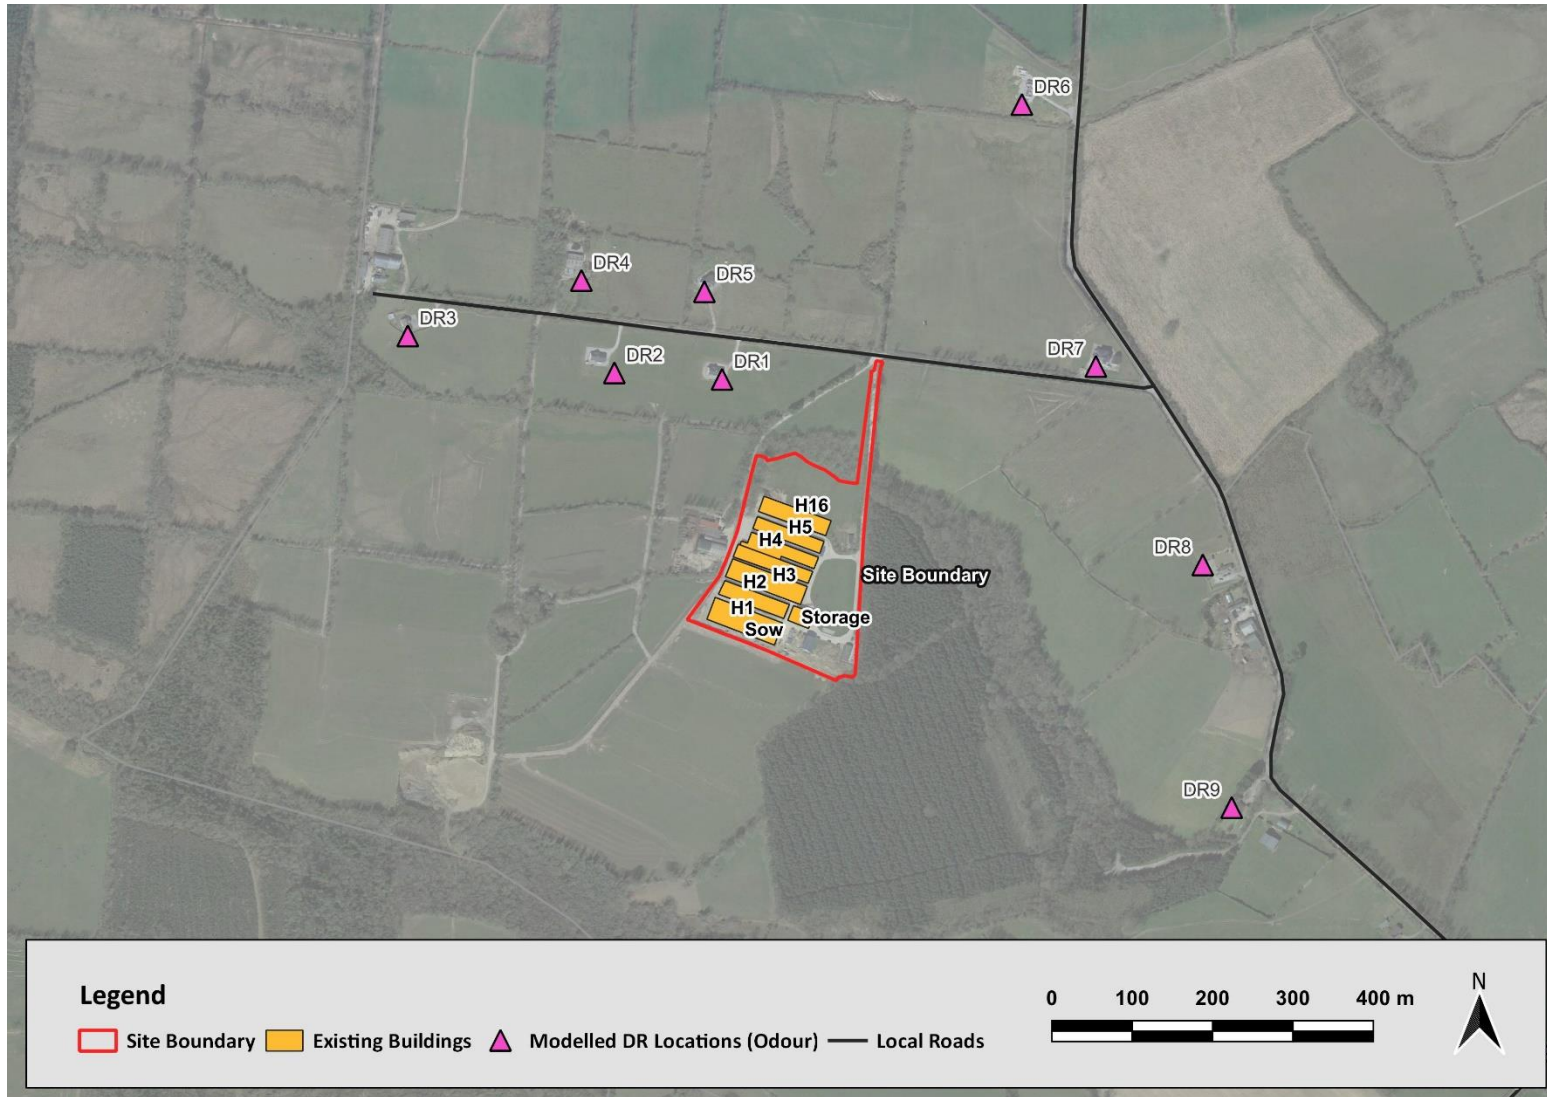 DR6
DR4
DR5
DR3
DR2
DR1
DR7
H16
H5
H4
H3
H2
H1
Sow
Storage
Site Boundary
DR8
DR9
Legend
Site Boundary
Existing Buildings
Modelled DR Locations (Odour)
Local Roads
0 100 200 300 400 m
N